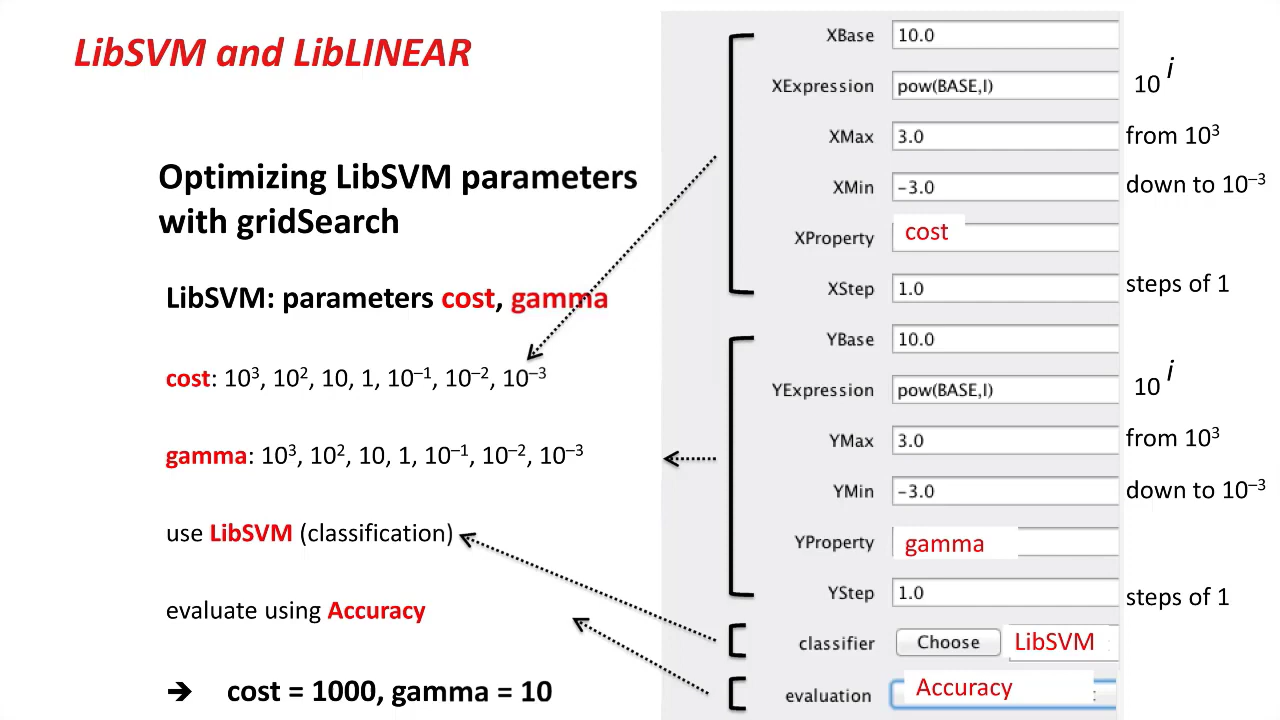 LibSVM and LibLINEAR
Optimizing LibSVM parameters
with gridSearch
LibSVM: parameters cost, gamma
cost: 10³, 10², 10, 1, 10⁻¹, 10⁻², 10⁻³
gamma: 10³, 10², 10, 1, 10⁻¹, 10⁻², 10⁻³
use LibSVM (classification)
evaluate using Accuracy
➔ cost = 1000, gamma = 10
XBase 10.0
XExpression pow(BASE,I) 10ⁱ
XMax 3.0 from 10³
XMin −3.0 down to 10⁻³
XProperty cost
XStep 1.0 steps of 1
YBase 10.0
YExpression pow(BASE,I) 10ⁱ
YMax 3.0 from 10³
YMin −3.0 down to 10⁻³
YProperty gamma
YStep 1.0 steps of 1
classifier Choose LibSVM
evaluation Accuracy